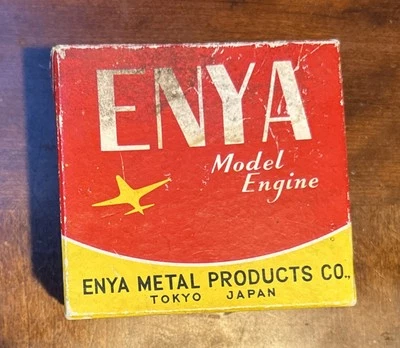 ENYA
Model
Engine
ENYA METAL PRODUCTS CO.,
TOKYO JAPAN